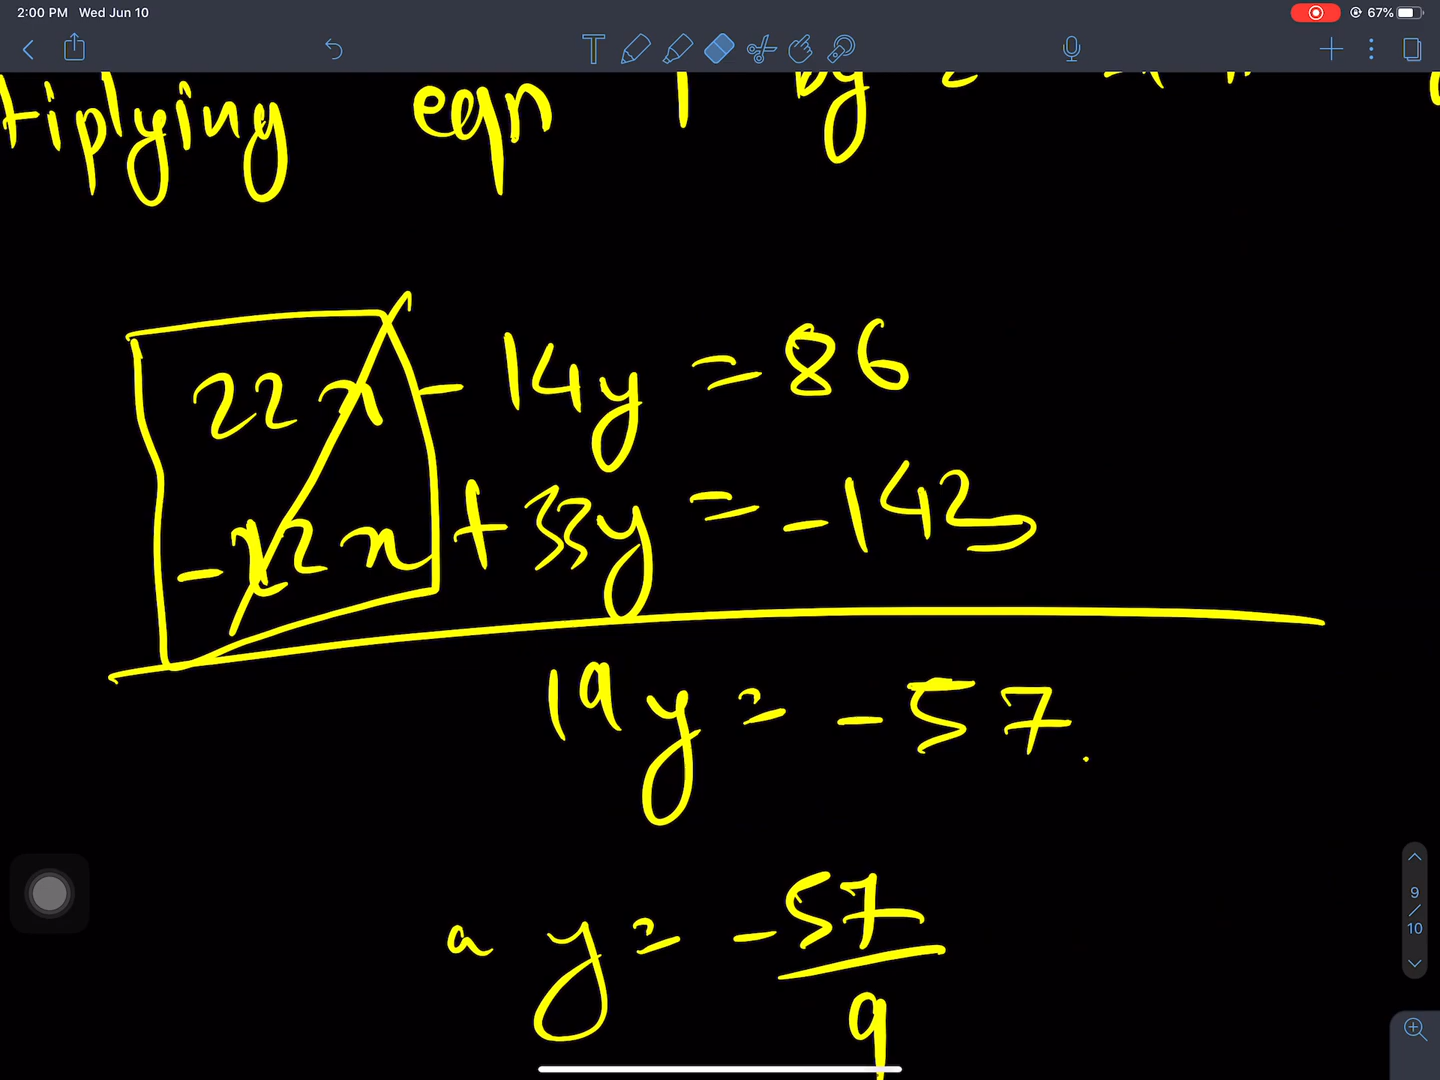 2:00 PM Wed Jun 10
67%
T
tiplying eqn 1 by 2
22x - 14y = 86
-22x + 33y = -143
19y = -57.
y = -57
9
9
/
10